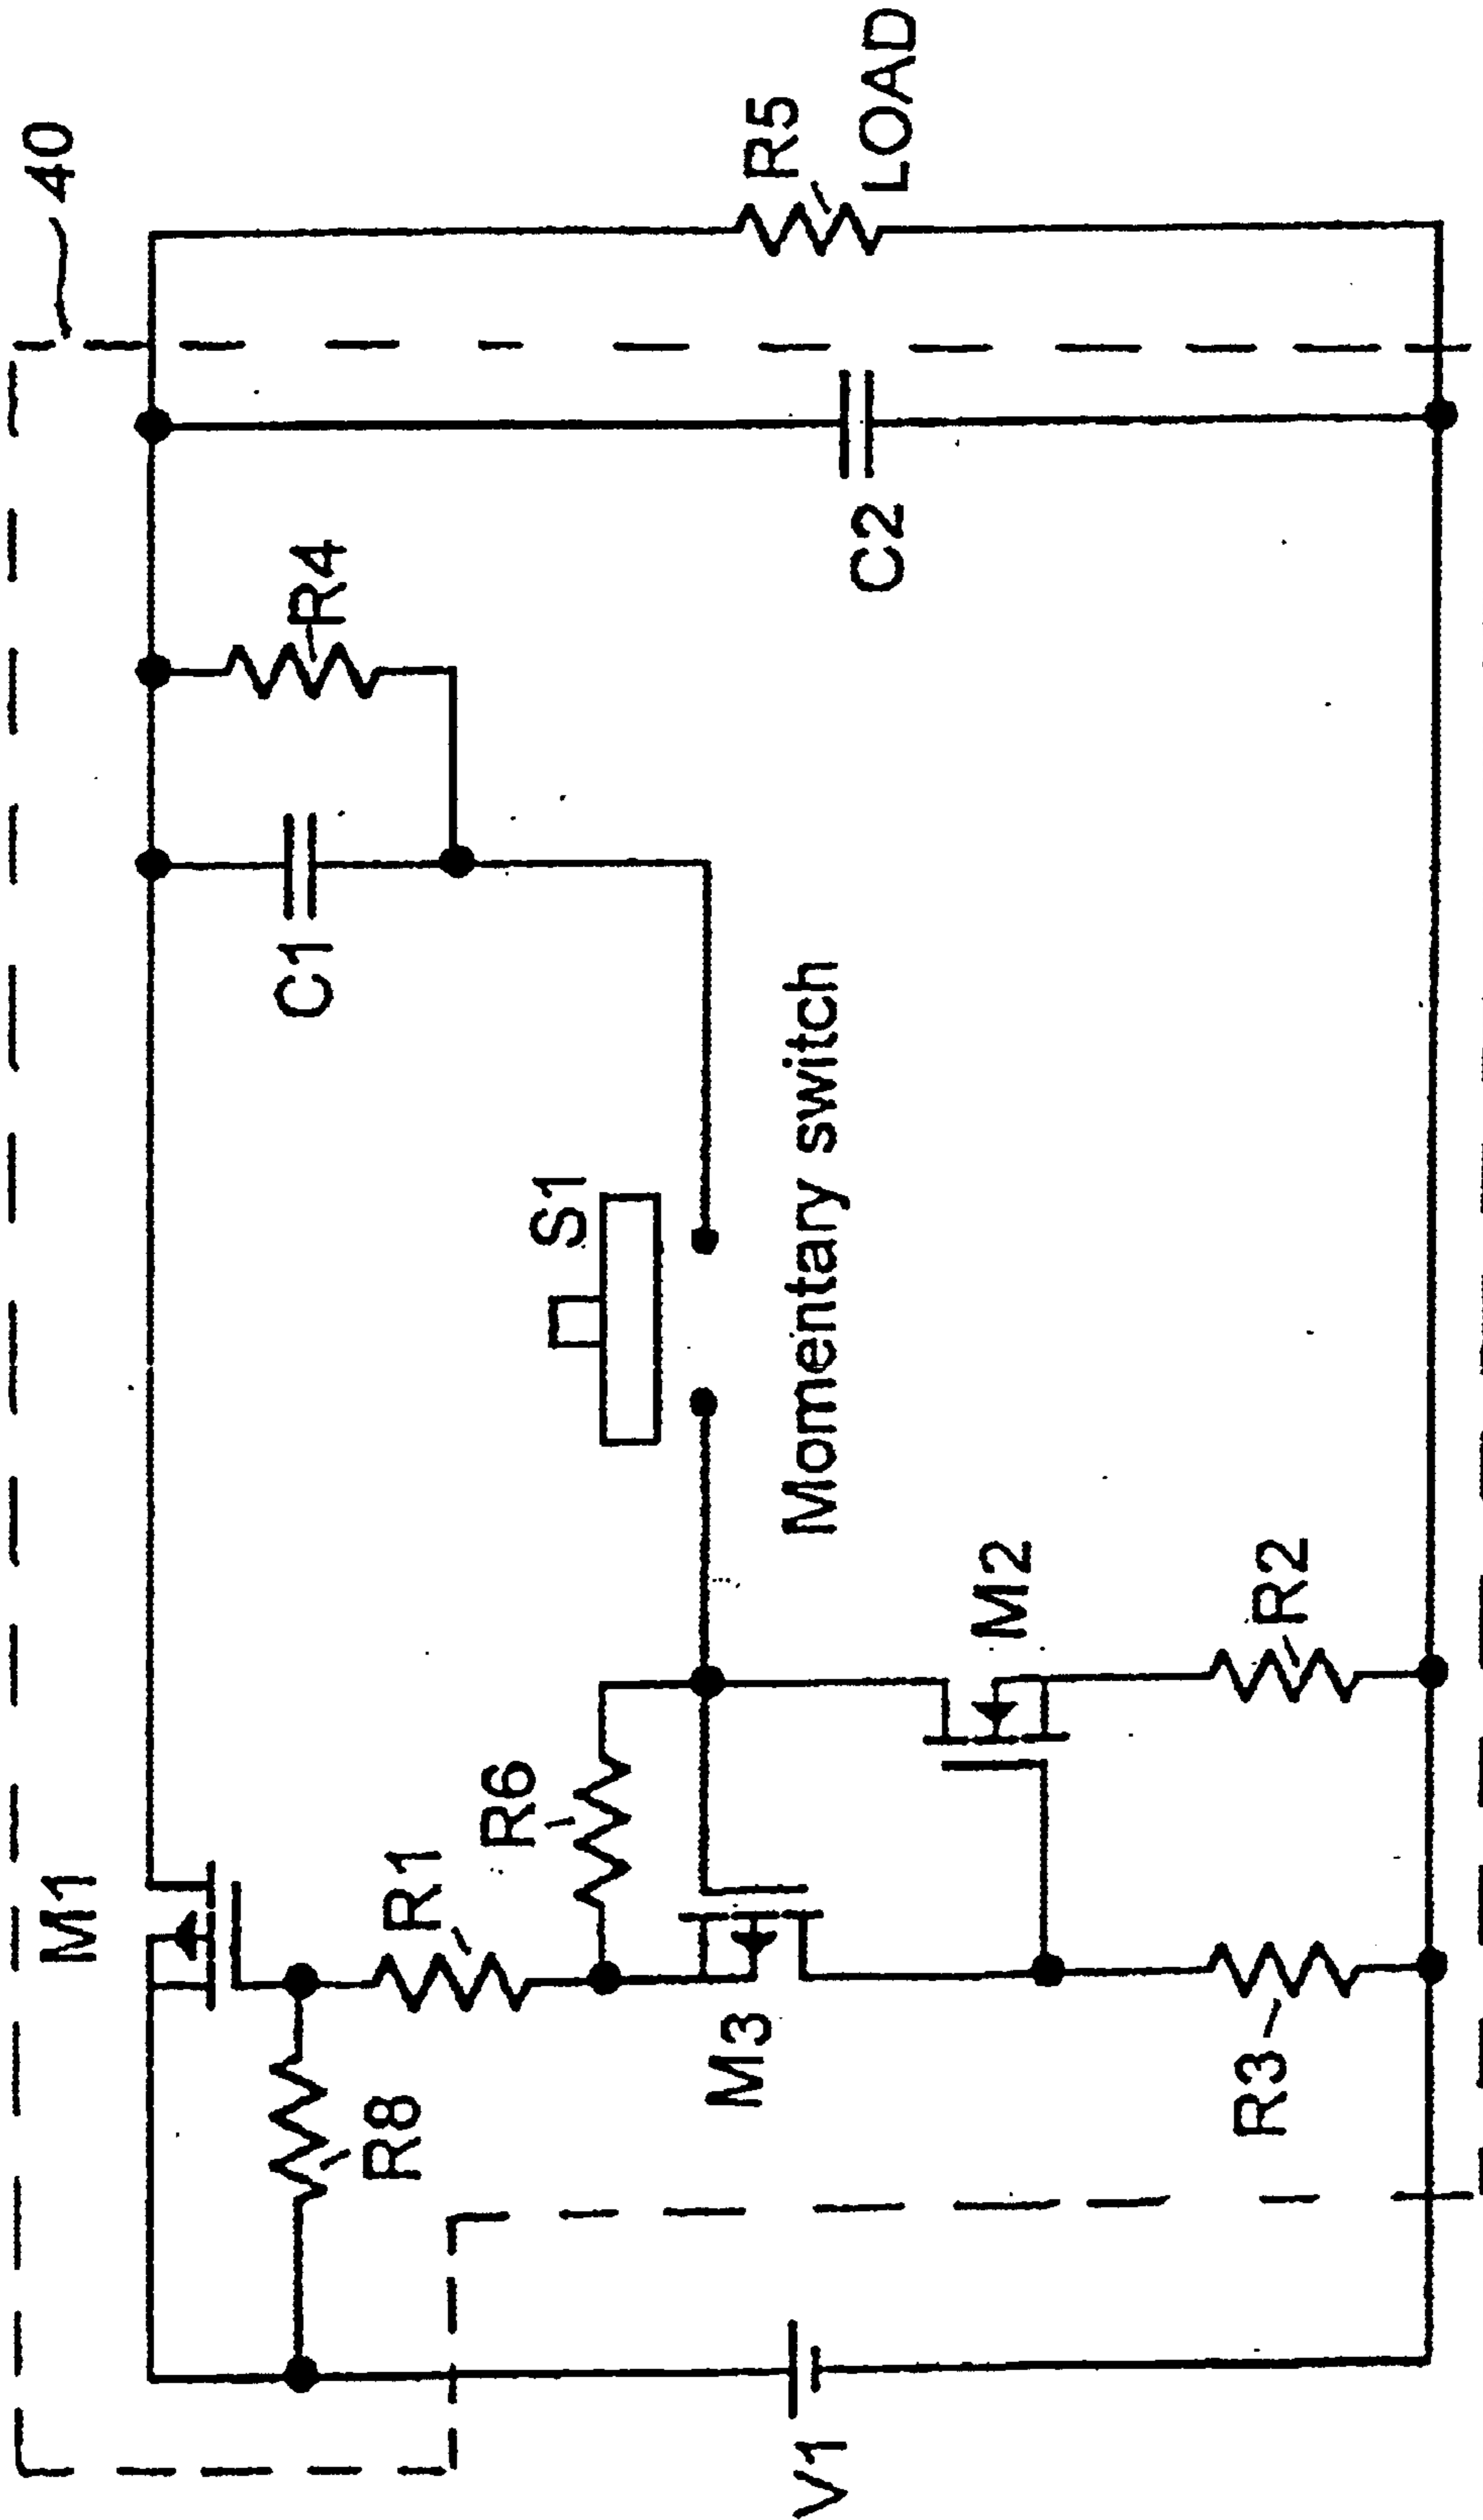 40
M1
R8
R1
R6
C1
R4
S1
M3
Momentary switch
C2
R5
LOAD
V1
M2
R3
R2